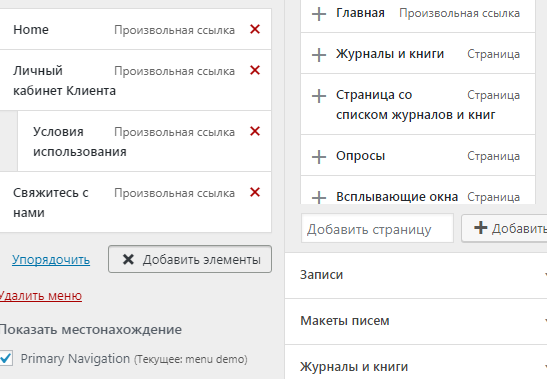 Home Произвольная ссылка
Личный Произвольная ссылка
кабинет Клиента
Условия Произвольная ссылка
использования
Свяжитесь с Произвольная ссылка
нами
Упорядочить
Добавить элементы
Удалить меню
Показать местонахождение
Primary Navigation (Текущее: menu demo)
Главная Произвольная ссылка
Журналы и книги Страница
Страница со Страница
списком журналов и книг
Опросы Страница
Всплывающие окна Страница
Добавить страницу
Добавить
Записи
Макеты писем
Журналы и книги